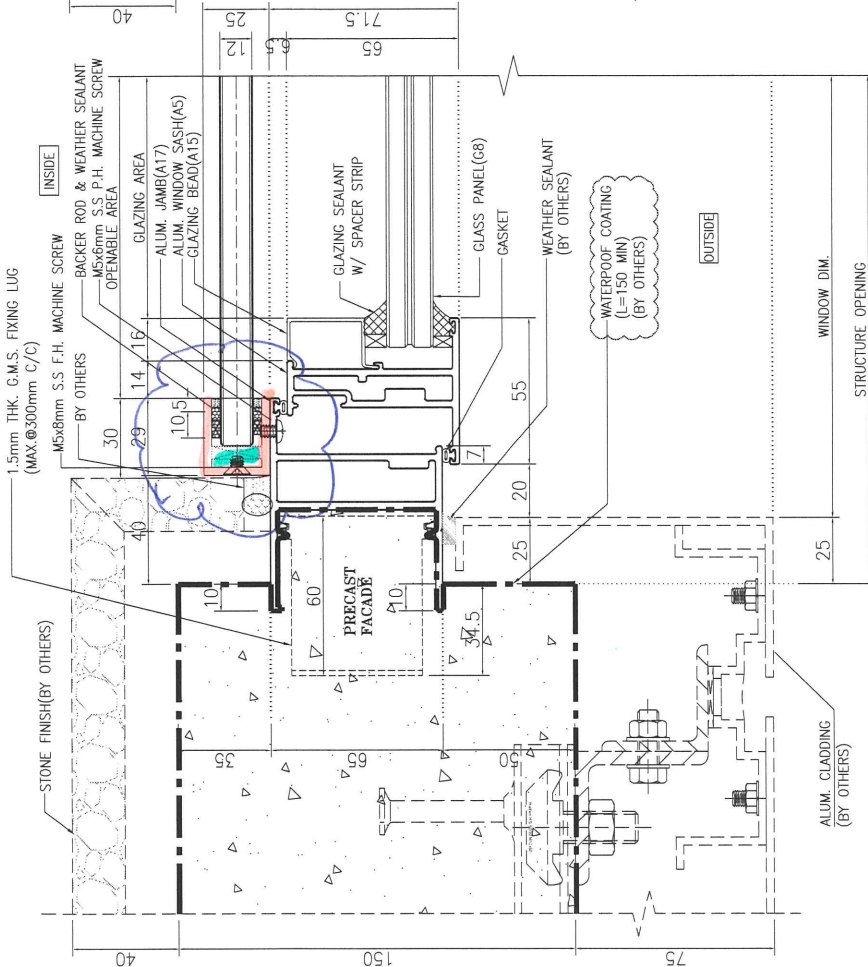 40
25
71.5
12
6.5
65
INSIDE
1.5mm THK. G.M.S. FIXING LUG
(MAX.@300mm C/C)
BACKER ROD & WEATHER SEALANT
M5x6mm S.S P.H. MACHINE SCREW
OPENABLE AREA
M5x8mm S.S F.H. MACHINE SCREW
BY OTHERS
GLAZING AREA
ALUM. JAMB(A17)
ALUM. WINDOW SASH(A5)
GLAZING BEAD(A15)
STONE FINISH(BY OTHERS)
30
10.5
29
14
16
40
GLAZING SEALANT
W/ SPACER STRIP
GLASS PANEL(G8)
GASKET
WEATHER SEALANT
(BY OTHERS)
WATERPROOF COATING
(L=150 MIN)
(BY OTHERS)
OUTSIDE
10
60
10
34.5
PRECAST
FACADE
55
7
20
25
25
WINDOW DIM.
STRUCTURE OPENING
35
65
50
40
150
75
ALUM. CLADDING
(BY OTHERS)